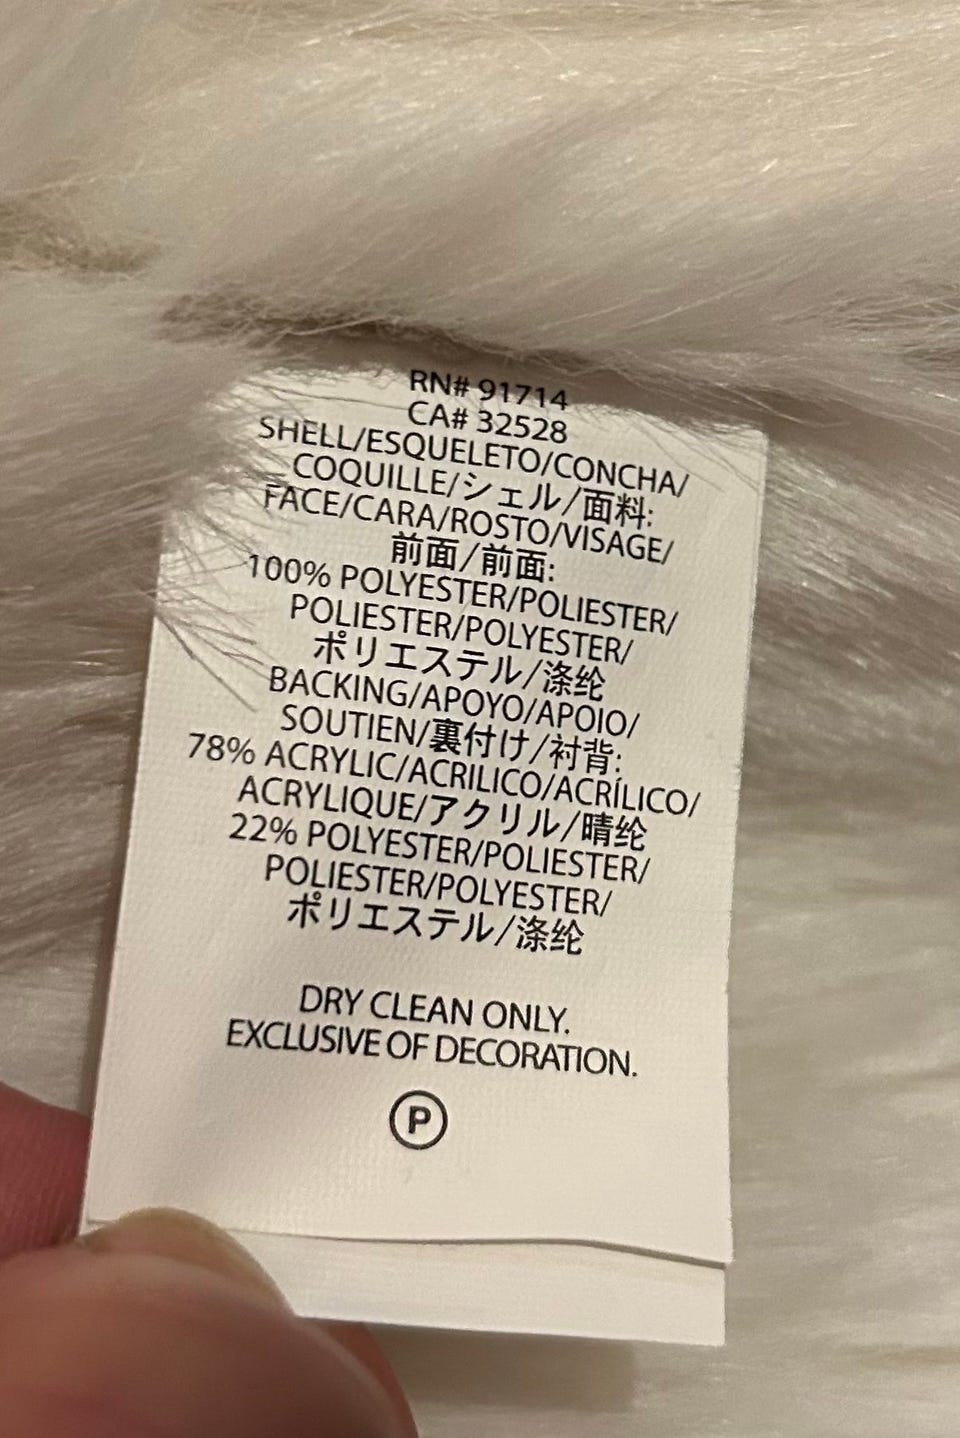 RN# 91714
CA# 32528
SHELL/ESQUELETO/CONCHA/
COQUILLE/シェル/面料:
FACE/CARA/ROSTO/VISAGE/
前面/前面:
100% POLYESTER/POLIESTER/
POLIESTER/POLYESTER/
ポリエステル/涤纶
BACKING/APOYO/APOIO/
SOUTIEN/裏付け/衬背:
78% ACRYLIC/ACRILICO/ACRÍLICO/
ACRYLIQUE/アクリル/晴纶
22% POLYESTER/POLIESTER/
POLIESTER/POLYESTER/
ポリエステル/涤纶
DRY CLEAN ONLY.
EXCLUSIVE OF DECORATION.
P